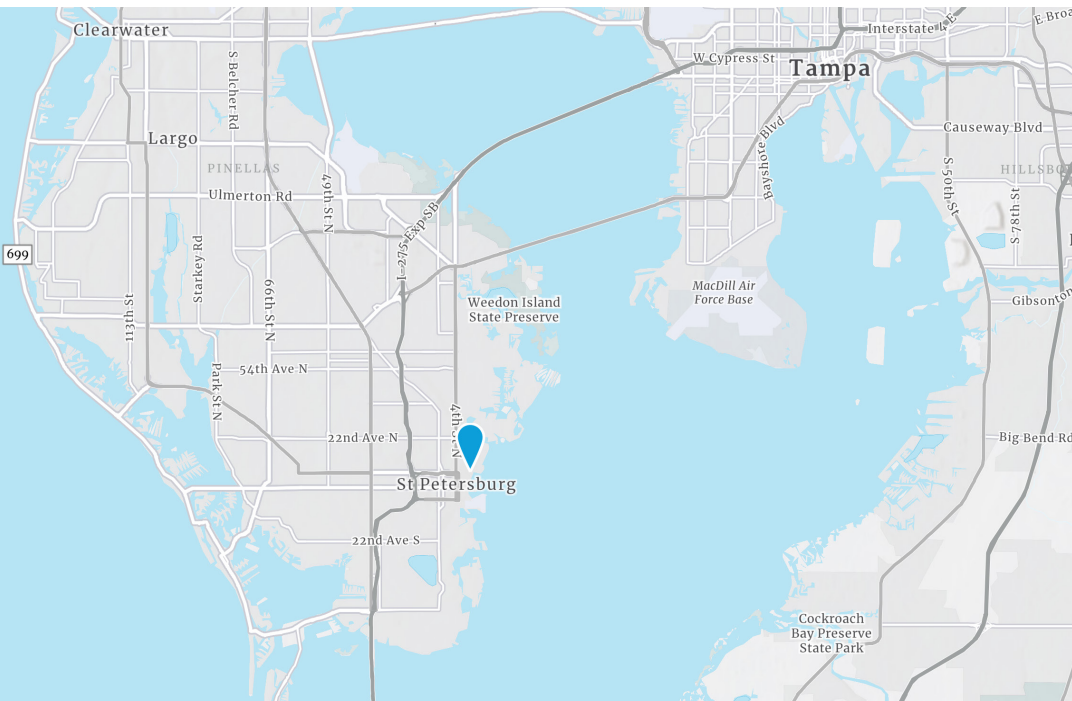 Clearwater
Interstate 4 E
E Broa
W Cypress St
Tampa
S Belcher Rd
Largo
Causeway Blvd
Bayshore Blvd
PINELLAS
HILLSBO
Ulmerton Rd
49th St N
S 50th St
S 78th St
I-275 Exp SB
699
Starkey Rd
66th St N
113th St
MacDill Air
Force Base
Weedon Island
State Preserve
Gibsonton
54th Ave N
Park St N
4th St N
22nd Ave N
Big Bend Rd
St Petersburg
22nd Ave S
Cockroach
Bay Preserve
State Park